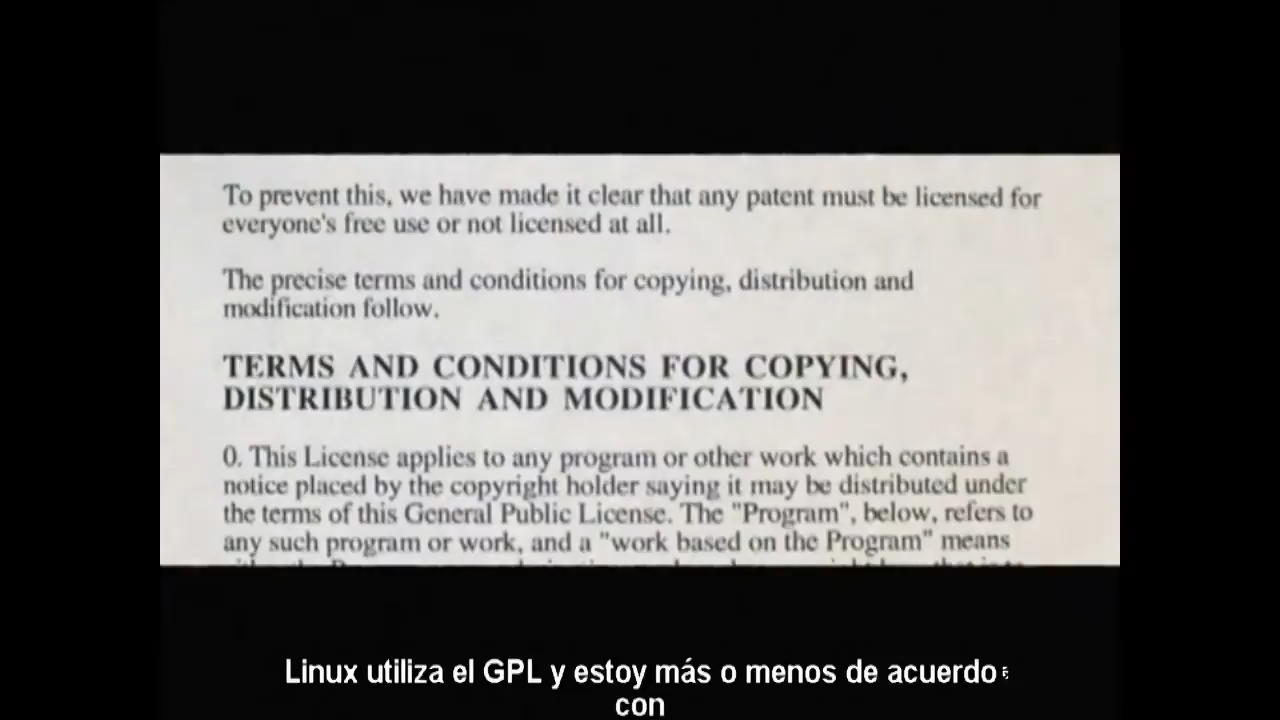 To prevent this, we have made it clear that any patent must be licensed for
everyone's free use or not licensed at all.
The precise terms and conditions for copying, distribution and
modification follow.
TERMS AND CONDITIONS FOR COPYING,
DISTRIBUTION AND MODIFICATION
0. This License applies to any program or other work which contains a
notice placed by the copyright holder saying it may be distributed under
the terms of this General Public License. The "Program", below, refers to
any such program or work, and a "work based on the Program" means
Linux utiliza el GPL y estoy más o menos de acuerdo
con